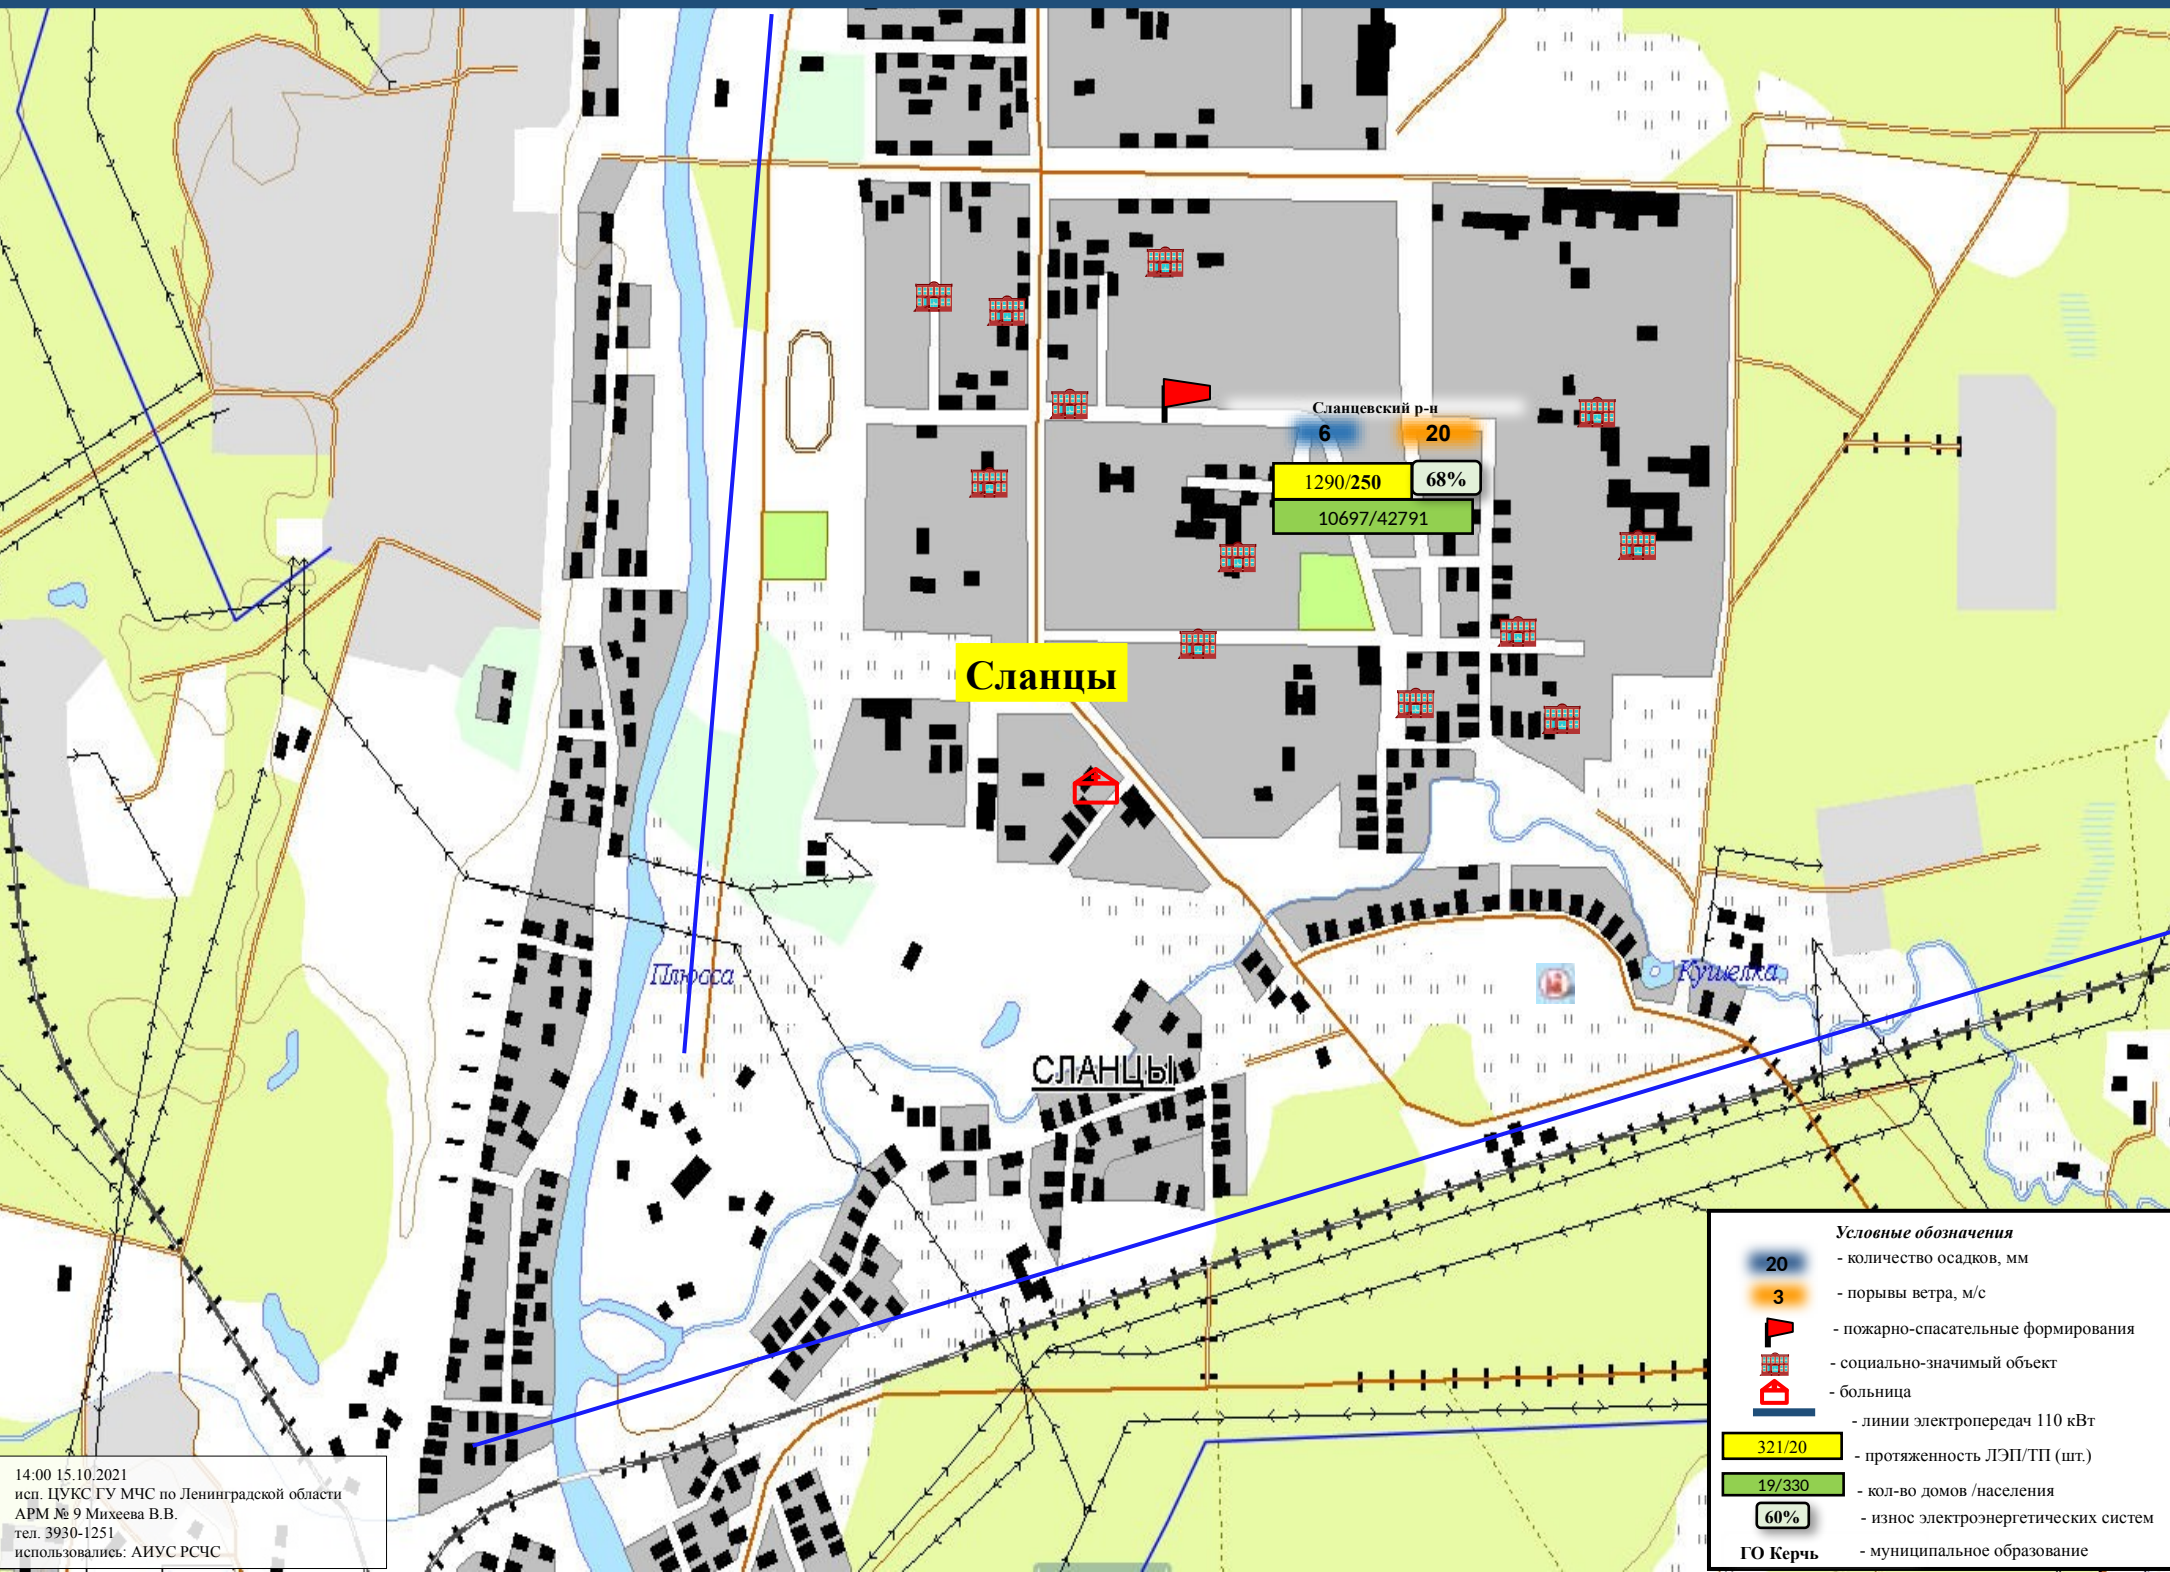 Сланцевский р-н
6
20
1290/250
68%
10697/42791
Сланцы
Плюсса
Кушелка
СЛАНЦЫ
Условные обозначения
20 - количество осадков, мм
3 - порывы ветра, м/с
- пожарно-спасательные формирования
- социально-значимый объект
- больница
- линии электропередач 110 кВт
321/20 - протяженность ЛЭП/ТП (шт.)
19/330 - кол-во домов /населения
60% - износ электроэнергетических систем
ГО Керчь - муниципальное образование
14:00 15.10.2021
исп. ЦУКС ГУ МЧС по Ленинградской области
АРМ № 9 Михеева В.В.
тел. 3930-1251
использовались: АИУС РСЧС